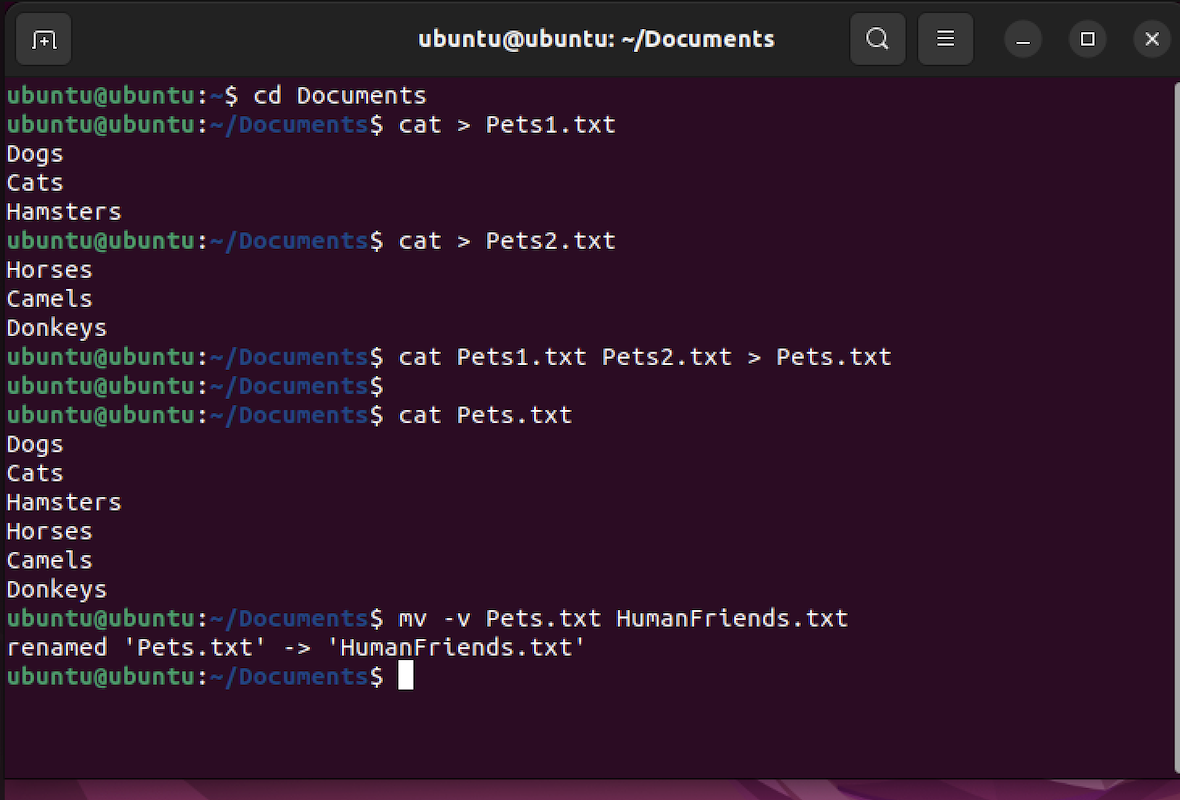 ubuntu@ubuntu: ~/Documents
ubuntu@ubuntu:~$ cd Documents
ubuntu@ubuntu:~/Documents$ cat > Pets1.txt
Dogs
Cats
Hamsters
ubuntu@ubuntu:~/Documents$ cat > Pets2.txt
Horses
Camels
Donkeys
ubuntu@ubuntu:~/Documents$ cat Pets1.txt Pets2.txt > Pets.txt
ubuntu@ubuntu:~/Documents$
ubuntu@ubuntu:~/Documents$ cat Pets.txt
Dogs
Cats
Hamsters
Horses
Camels
Donkeys
ubuntu@ubuntu:~/Documents$ mv -v Pets.txt HumanFriends.txt
renamed 'Pets.txt' -> 'HumanFriends.txt'
ubuntu@ubuntu:~/Documents$